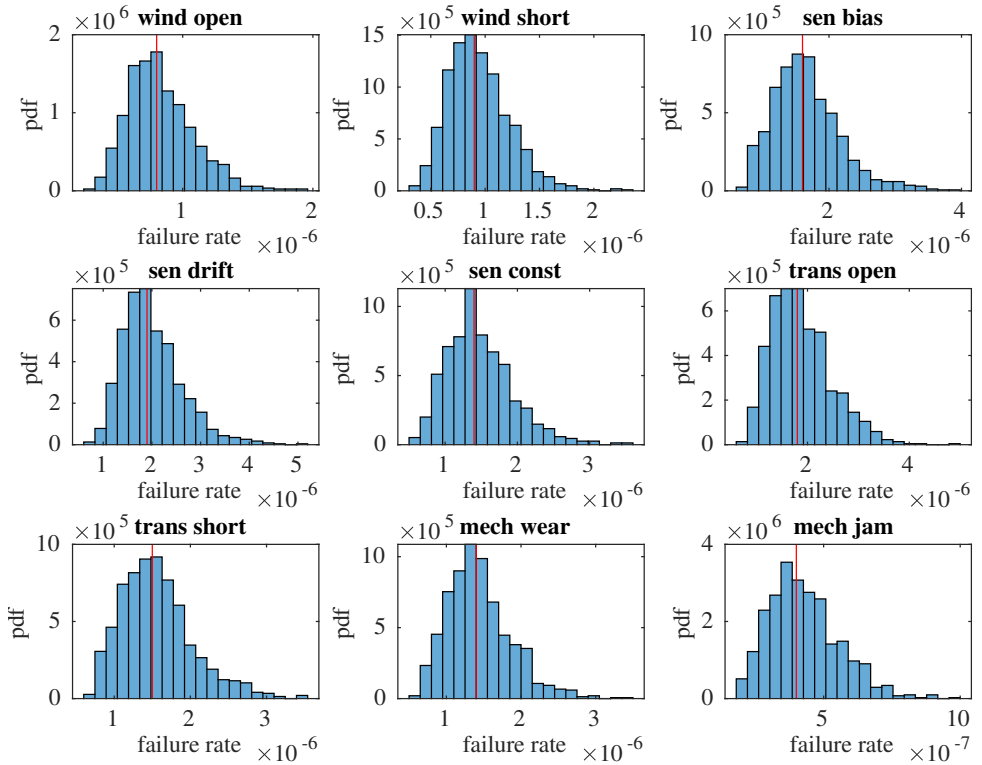 ×10^6 wind open
pdf
2
1
0
1 2
failure rate ×10^-6
×10^5 wind short
pdf
15
10
5
0
0.5 1 1.5 2
failure rate ×10^-6
×10^5 sen bias
pdf
10
5
0
2 4
failure rate ×10^-6
×10^5 sen drift
pdf
6
4
2
0
1 2 3 4 5
failure rate ×10^-6
×10^5 sen const
pdf
10
5
0
1 2 3
failure rate ×10^-6
×10^5 trans open
pdf
6
4
2
0
2 4
failure rate ×10^-6
×10^5 trans short
pdf
10
5
0
1 2 3
failure rate ×10^-6
×10^5 mech wear
pdf
10
5
0
1 2 3
failure rate ×10^-6
×10^6 mech jam
pdf
4
2
0
5 10
failure rate ×10^-7